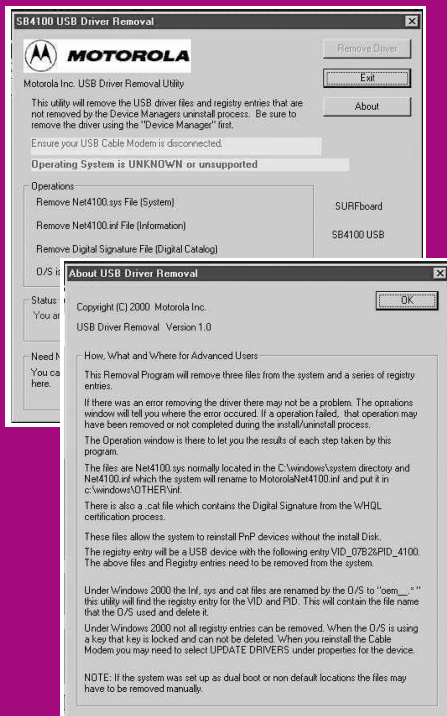 SB4100 USB Driver Removal
MOTOROLA
Remove Driver
Motorola Inc. USB Driver Removal Utility
Exit
This utility will remove the USB driver files and registry entries that are
not removed by the Device Managers uninstall process. Be sure to
remove the driver using the "Device Manager" first.
About
Ensure your USB Cable Modem is disconnected.
Operating System is UNKNOWN or unsupported
Operations
Remove Net4100.sys File (System)
SURFboard
Remove Net4100.inf File (Information)
SB4100 USB
Remove Digital Signature File (Digital Catalog)
O/S is
Status
You ar
Need
You ca
here.
About USB Driver Removal
Copyright (C) 2000 Motorola Inc.
OK
USB Driver Removal Version 1.0
How, What and Where for Advanced Users
This Removal Program will remove three files from the system and a series of registry
entries.
If there was an error removing the driver there may not be a problem. The oprrations
window will tell you where the error occured. If a operation failed, that operation may
have been removed or not completed during the install/uninstall process.
The Operation window is there to let you the results of each step taken by this
program.
The files are Net4100.sys normally located in the C:\windows\system directory and
Net4100.inf which the system will rename to MotorolaNet4100.inf and put it in
c:\windows\OTHER\inf.
There is also a .cat file which contains the Digital Signature from the WHQL
certification process.
These files allow the system to reinstall PnP devices without the install Disk.
The registry entry will be a USB device with the following entry VID_07B2&PID_4100.
The above files and Registry entries need to be removed from the system.
Under Windows 2000 the Inf, sys and cat files are renamed by the O/S to "oem__.*"
this utility will find the registry entry for the VID and PID. This will contain the file name
that the O/S used and delete it.
Under Windows 2000 not all registry entries can be removed. When the O/S is using
a key that key is locked and can not be deleted. When you reinstall the Cable
Modem you may need to select UPDATE DRIVERS under properties for the device.
NOTE: If the system was set up as dual boot or non default locations the files may
have to be removed manually.